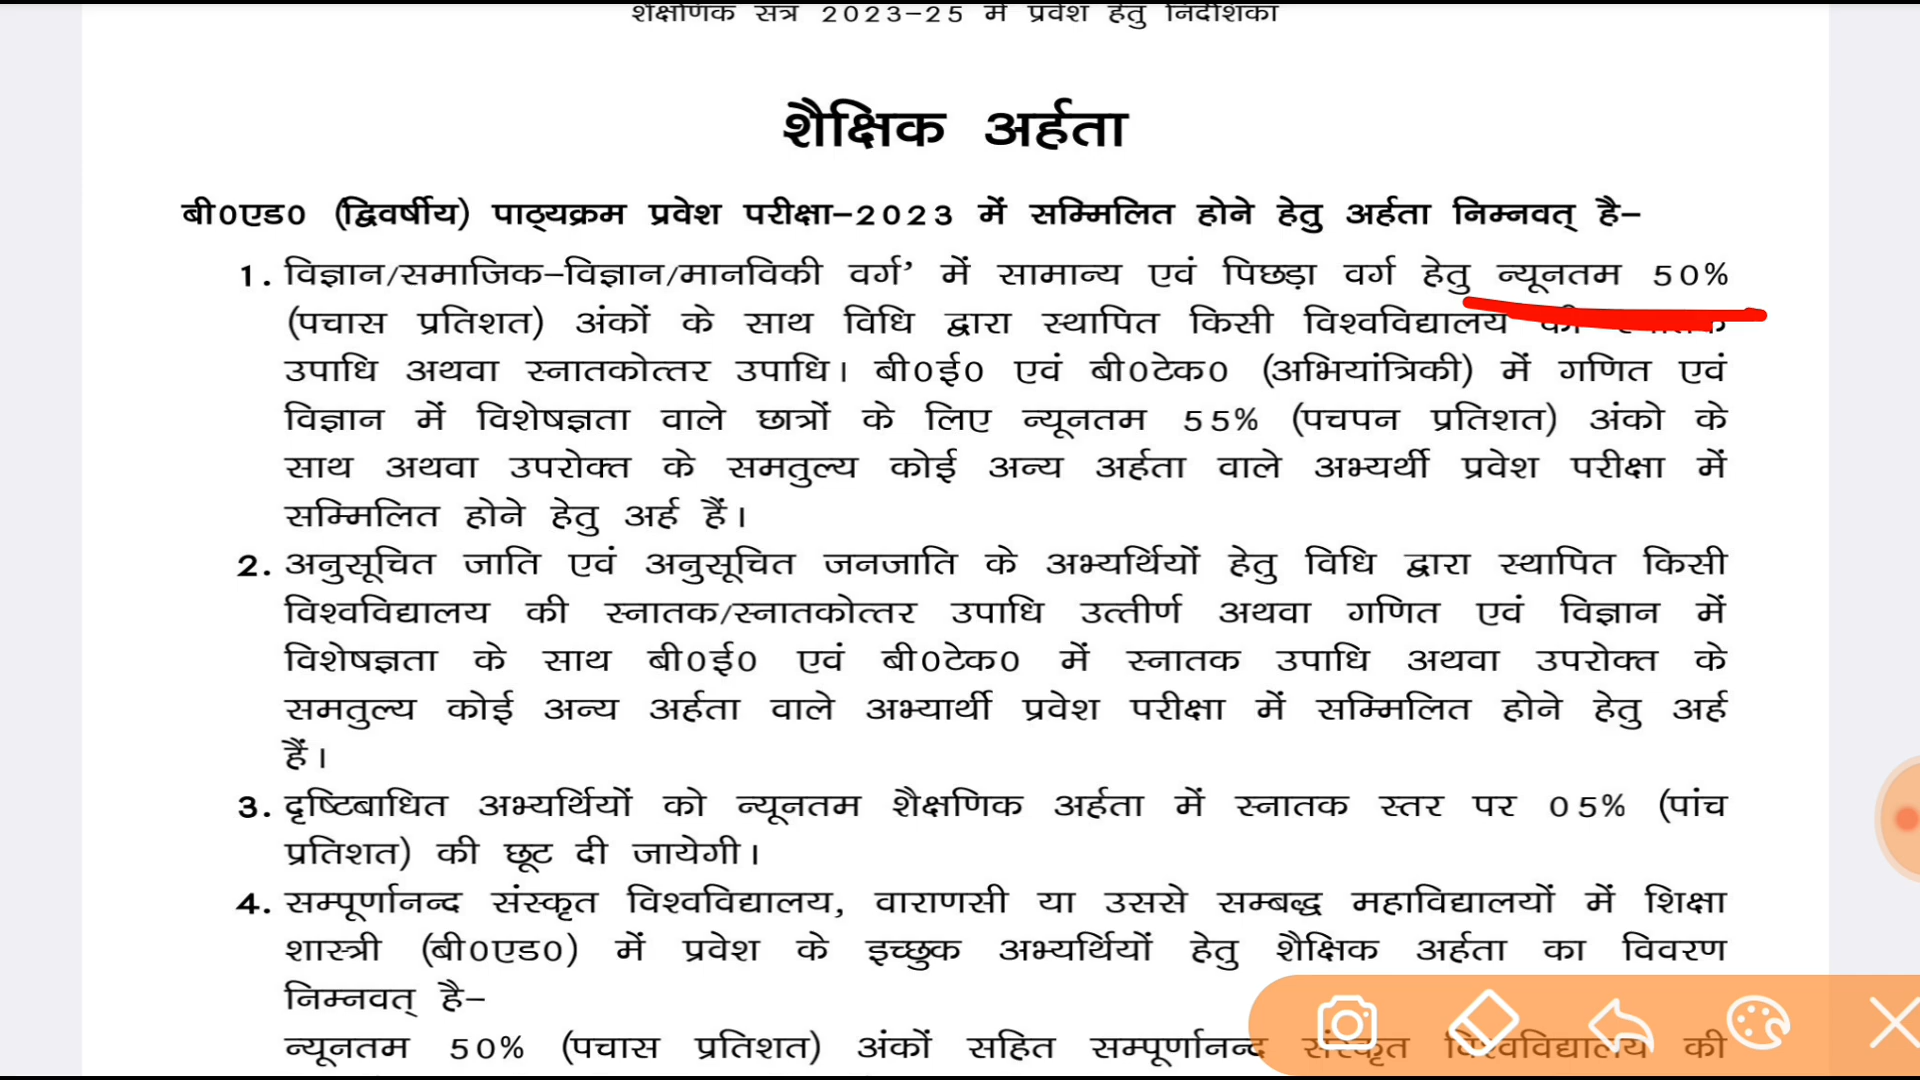 शैक्षणिक सत्र 2023-25 में प्रवेश हेतु निर्देशिका
शैक्षिक अर्हता
बी0एड0 (द्विवर्षीय) पाठ्यक्रम प्रवेश परीक्षा-2023 में सम्मिलित होने हेतु अर्हता निम्नवत् है-
1. विज्ञान/समाजिक-विज्ञान/मानविकी वर्ग’ में सामान्य एवं पिछड़ा वर्ग हेतु न्यूनतम 50%
(पचास प्रतिशत) अंकों के साथ विधि द्वारा स्थापित किसी विश्वविद्यालय की स्नातक
उपाधि अथवा स्नातकोत्तर उपाधि। बी0ई0 एवं बी0टेक0 (अभियांत्रिकी) में गणित एवं
विज्ञान में विशेषज्ञता वाले छात्रों के लिए न्यूनतम 55% (पचपन प्रतिशत) अंको के
साथ अथवा उपरोक्त के समतुल्य कोई अन्य अर्हता वाले अभ्यर्थी प्रवेश परीक्षा में
सम्मिलित होने हेतु अर्ह हैं।
2. अनुसूचित जाति एवं अनुसूचित जनजाति के अभ्यर्थियों हेतु विधि द्वारा स्थापित किसी
विश्वविद्यालय की स्नातक/स्नातकोत्तर उपाधि उत्तीर्ण अथवा गणित एवं विज्ञान में
विशेषज्ञता के साथ बी0ई0 एवं बी0टेक0 में स्नातक उपाधि अथवा उपरोक्त के
समतुल्य कोई अन्य अर्हता वाले अभ्यार्थी प्रवेश परीक्षा में सम्मिलित होने हेतु अर्ह
हैं।
3. दृष्टिबाधित अभ्यर्थियों को न्यूनतम शैक्षणिक अर्हता में स्नातक स्तर पर 05% (पांच
प्रतिशत) की छूट दी जायेगी।
4. सम्पूर्णानन्द संस्कृत विश्वविद्यालय, वाराणसी या उससे सम्बद्ध महाविद्यालयों में शिक्षा
शास्त्री (बी0एड0) में प्रवेश के इच्छुक अभ्यर्थियों हेतु शैक्षिक अर्हता का विवरण
निम्नवत् है-
न्यूनतम 50% (पचास प्रतिशत) अंकों सहित सम्पूर्णानन्द संस्कृत विश्वविद्यालय की